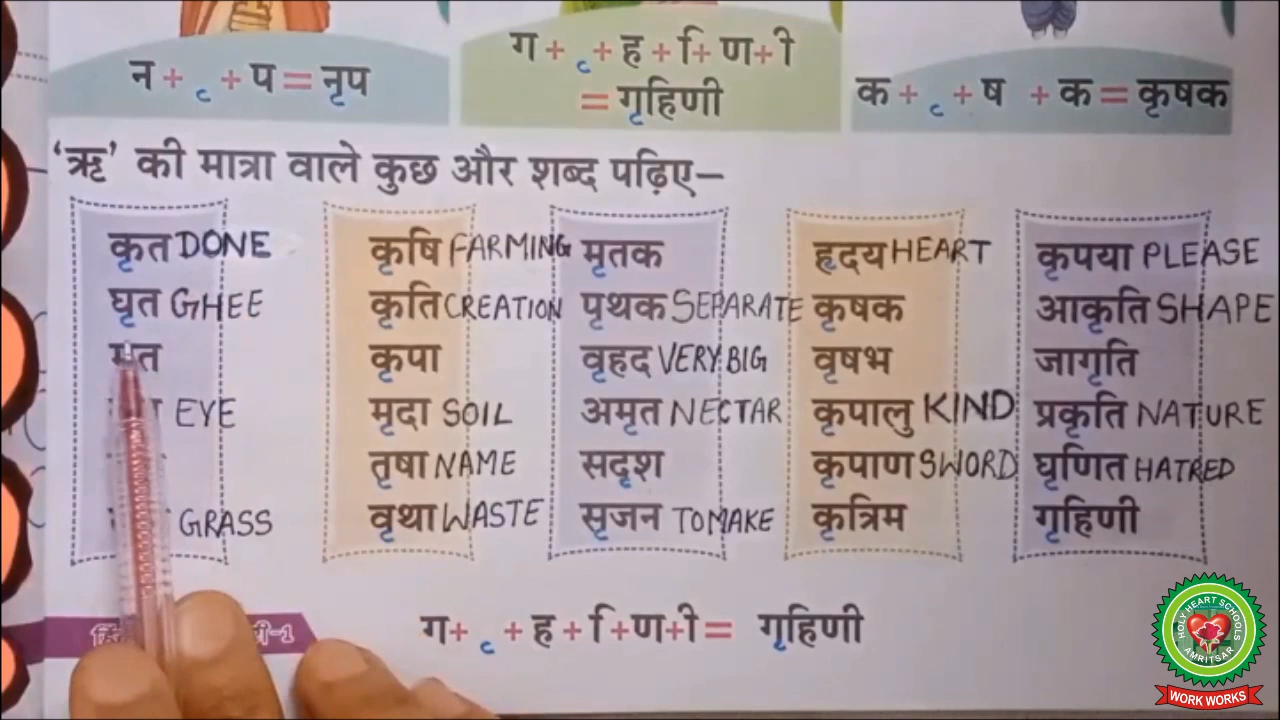 न + ृ + प = नृप
ग + ृ + ह + ि + ण + ी
= गृहिणी
क + ृ + ष + क = कृषक
‘ऋ’ की मात्रा वाले कुछ और शब्द पढ़िए–
कृत DONE कृषि FARMING मृतक हृदय HEART कृपया PLEASE
घृत GHEE कृति CREATION पृथक SEPARATE कृषक आकृति SHAPE
मृत कृपा वृहद VERY BIG वृषभ जागृति
EYE मृदा SOIL अमृत NECTAR कृपालु KIND प्रकृति NATURE
तृषा NAME सदृश कृपाण SWORD घृणित HATRED
GRASS वृथा WASTE सृजन TO MAKE कृत्रिम गृहिणी
ग + ृ + ह + ि + ण + ी = गृहिणी
HOLY HEART SCHOOLS
AMRITSAR
WORK WORKS